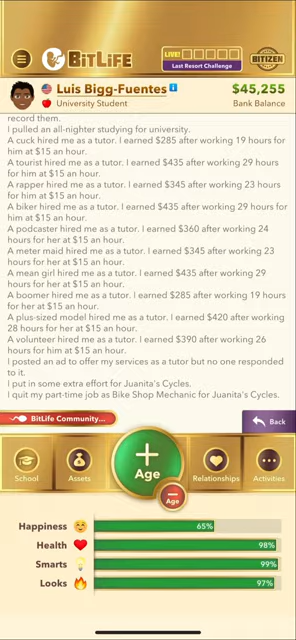 BITLIFE
LIVE!
Last Resort Challenge
BITIZEN
Luis Bigg-Fuentes i
$45,255
University Student
Bank Balance
record them.
I pulled an all-nighter studying for university.
A cuck hired me as a tutor. I earned $285 after working 19 hours for him at $15 an hour.
A tourist hired me as a tutor. I earned $435 after working 29 hours for him at $15 an hour.
A rapper hired me as a tutor. I earned $345 after working 23 hours for him at $15 an hour.
A biker hired me as a tutor. I earned $435 after working 29 hours for him at $15 an hour.
A podcaster hired me as a tutor. I earned $360 after working 24 hours for her at $15 an hour.
A meter maid hired me as a tutor. I earned $345 after working 23 hours for him at $15 an hour.
A mean girl hired me as a tutor. I earned $435 after working 29 hours for her at $15 an hour.
A boomer hired me as a tutor. I earned $285 after working 19 hours for her at $15 an hour.
A plus-sized model hired me as a tutor. I earned $420 after working 28 hours for her at $15 an hour.
A volunteer hired me as a tutor. I earned $390 after working 26 hours for him at $15 an hour.
I posted an ad to offer my services as a tutor but no one responded to it.
I put in some extra effort for Juanita's Cycles.
I quit my part-time job as Bike Shop Mechanic for Juanita's Cycles.
BitLife Community...
Back
School
Assets
+
Age
Age
Relationships
Activities
Happiness 65%
Health 98%
Smarts 99%
Looks 97%